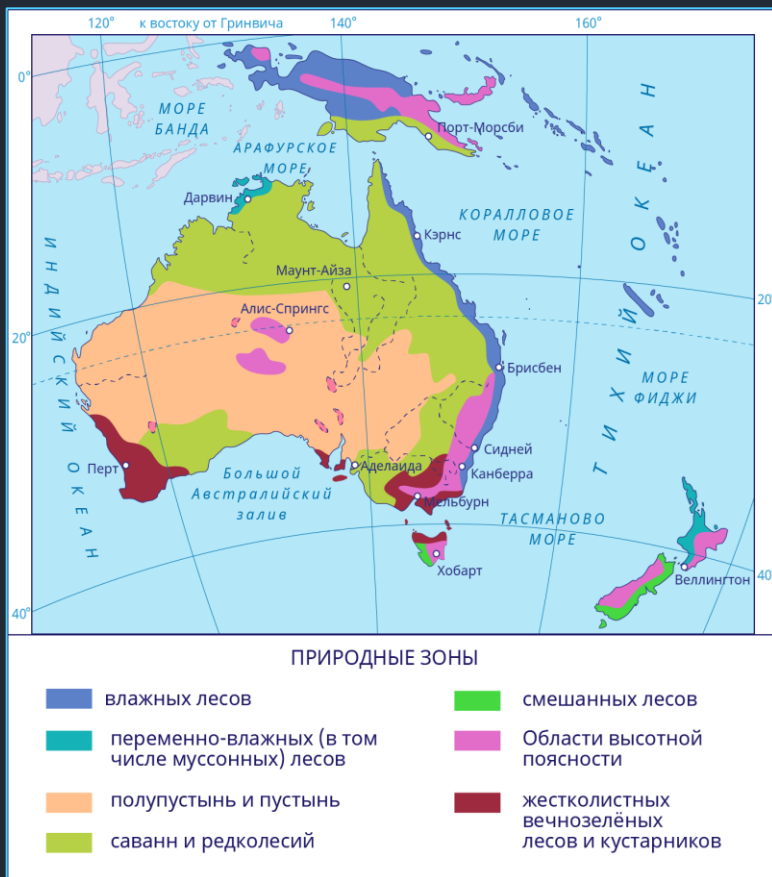 120° к востоку от Гринвича 140° 160°
0°
МОРЕ
БАНДА
Порт-Морсби
АРАФУРСКОЕ
МОРЕ
Дарвин
КОРАЛЛОВОЕ
МОРЕ
Кэрнс
ТИХИЙ ОКЕАН
ИНДИЙСКИЙ ОКЕАН
Маунт-Айза
Алис-Спрингс
20°
20°
Брисбен
МОРЕ
ФИДЖИ
Сидней
Перт
Большой
Австралийский
залив
Аделаида
Канберра
Мельбурн
ТАСМАНОВО
МОРЕ
Хобарт
Веллингтон
40°
40°
ПРИРОДНЫЕ ЗОНЫ
влажных лесов
переменно-влажных (в том
числе муссонных) лесов
полупустынь и пустынь
саванн и редколесий
смешанных лесов
Области высотной
поясности
жестколистных
вечнозелёных
лесов и кустарников